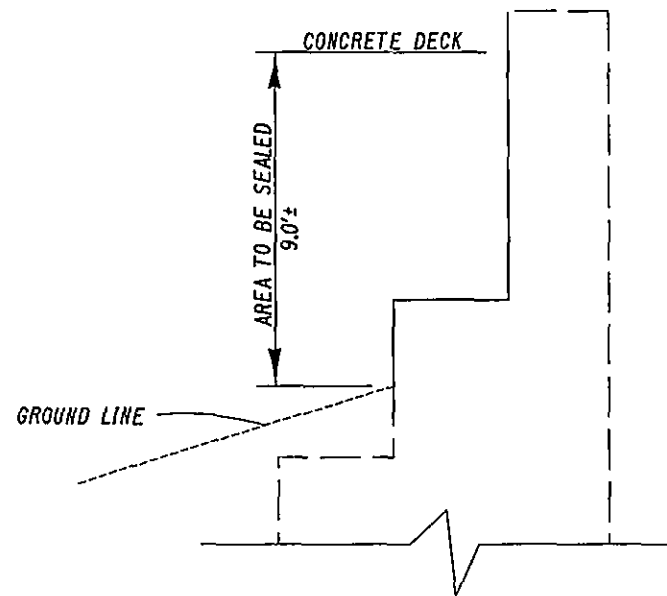 CONCRETE DECK
AREA TO BE SEALED
9.0'±
GROUND LINE